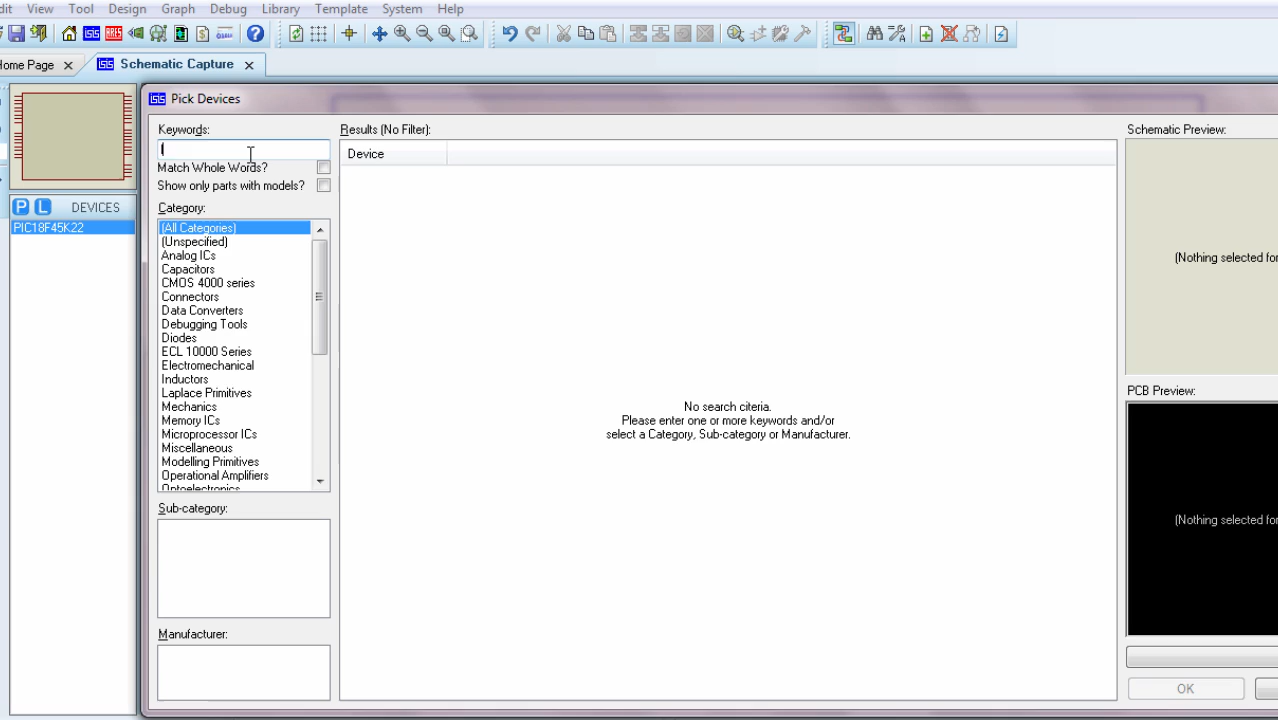 dit View Tool Design Graph Debug Library Template System Help
ome Page Schematic Capture
ISIS Pick Devices
Keywords:
Match Whole Words?
Show only parts with models?
Category:
(All Categories)
(Unspecified)
Analog ICs
Capacitors
CMOS 4000 series
Connectors
Data Converters
Debugging Tools
Diodes
ECL 10000 Series
Electromechanical
Inductors
Laplace Primitives
Mechanics
Memory ICs
Microprocessor ICs
Miscellaneous
Modelling Primitives
Operational Amplifiers
Optoelectronics
Sub-category:
Manufacturer:
P L DEVICES
PIC18F45K22
Results (No Filter):
Device
No search citeria.
Please enter one or more keywords and/or
select a Category, Sub-category or Manufacturer.
Schematic Preview:
(Nothing selected for
PCB Preview:
(Nothing selected for
OK